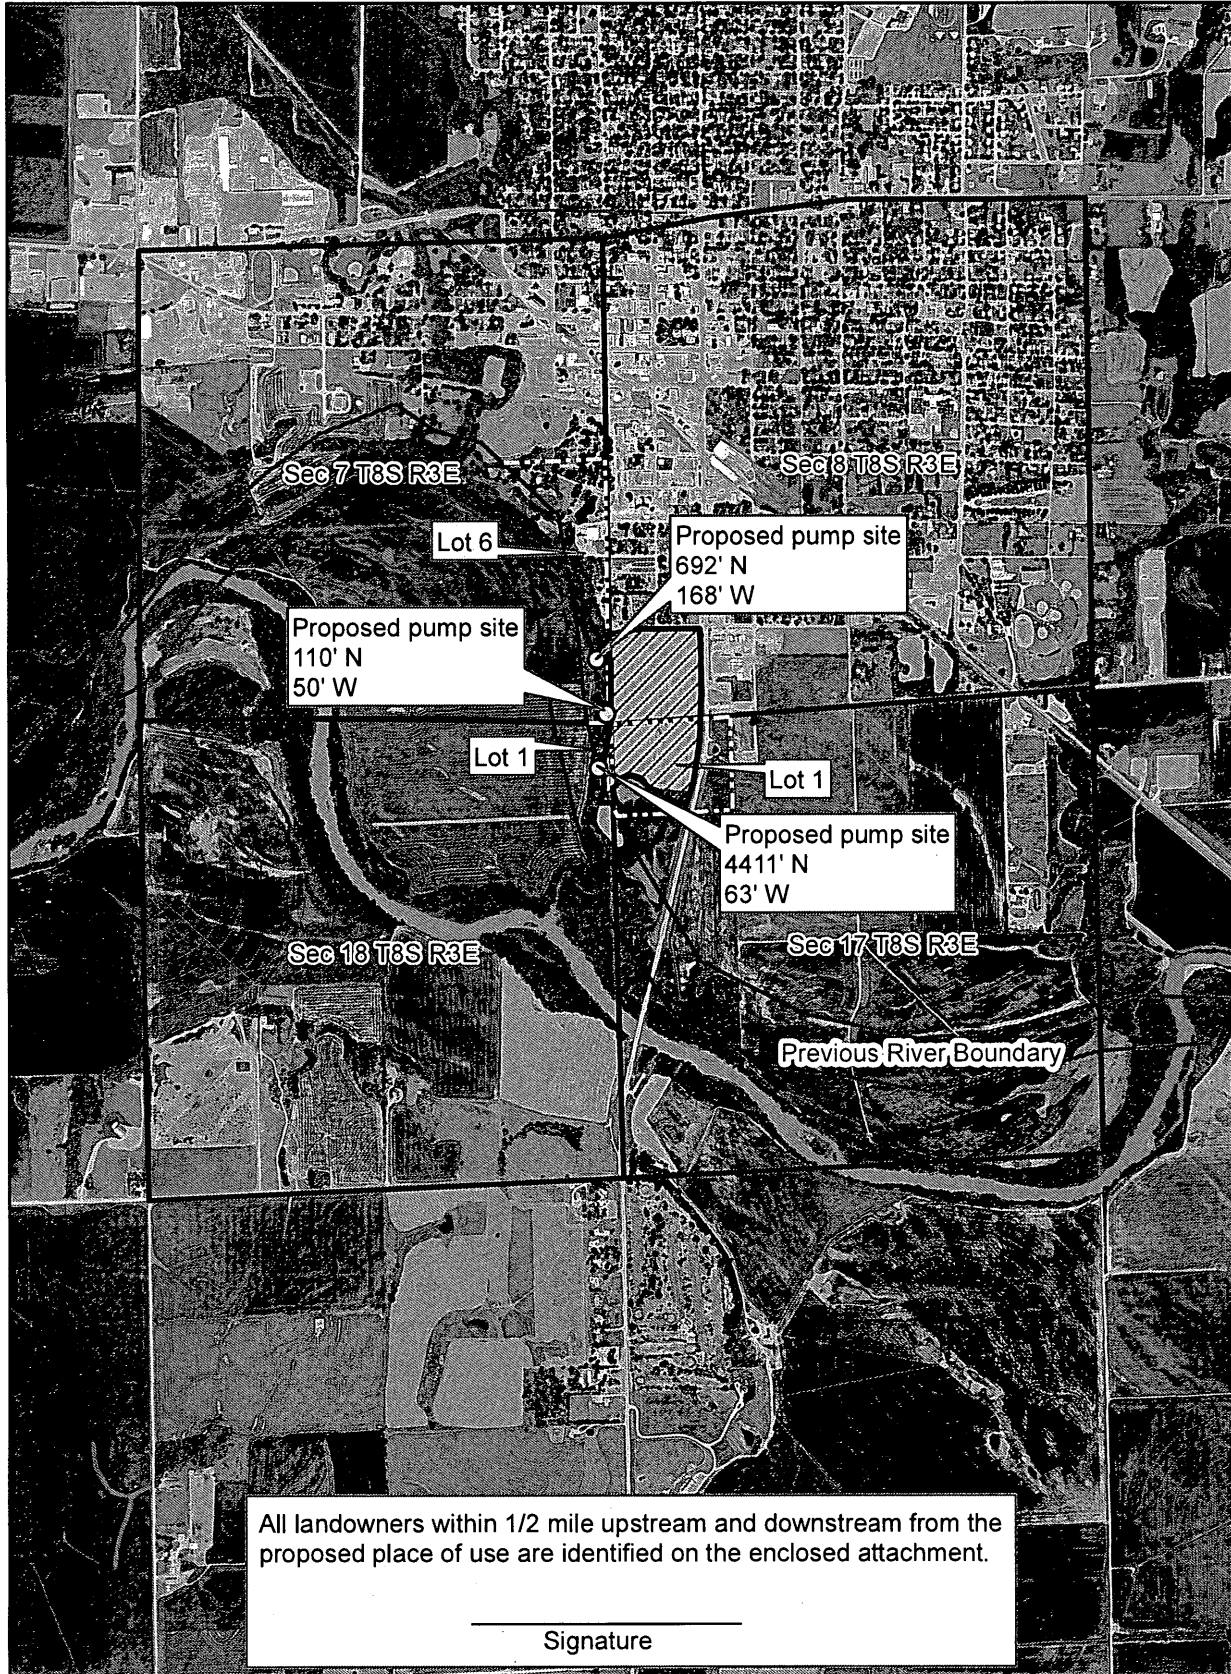 Sec 7 T8S R3E
Sec 8 T8S R3E
Lot 6
Proposed pump site
692' N
168' W
Proposed pump site
110' N
50' W
Lot 1
Lot 1
Proposed pump site
4411' N
63' W
Sec 18 T8S R3E
Sec 17 T8S R3E
Previous River Boundary
All landowners within 1/2 mile upstream and downstream from the
proposed place of use are identified on the enclosed attachment.
Signature